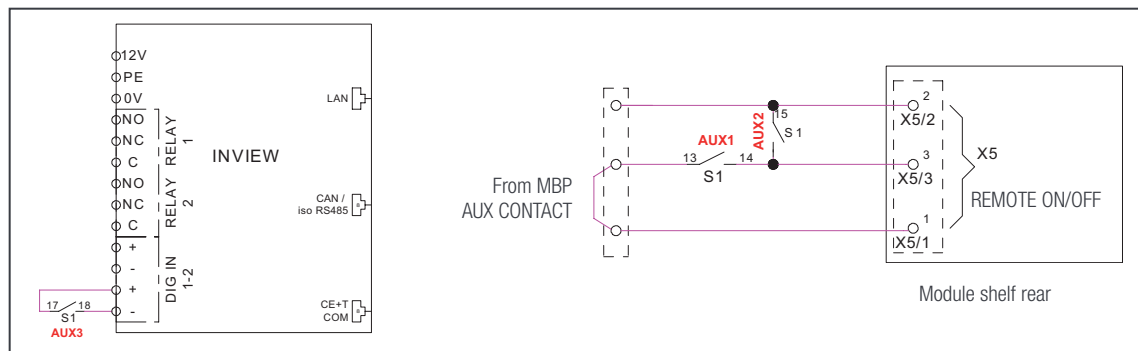 12V
PE
0V
NO
NC
C
NO
NC
C
+
-
+
-
RELAY 1
RELAY 2
DIG IN 1-2
INVIEW
LAN
CAN /
iso RS485
CE+T
COM
17 18
S1
AUX3
From MBP
AUX CONTACT
AUX1
13 14
S1
AUX2
15
S1
2
X5/2
3
X5/3
1
X5/1
X5
REMOTE ON/OFF
Module shelf rear